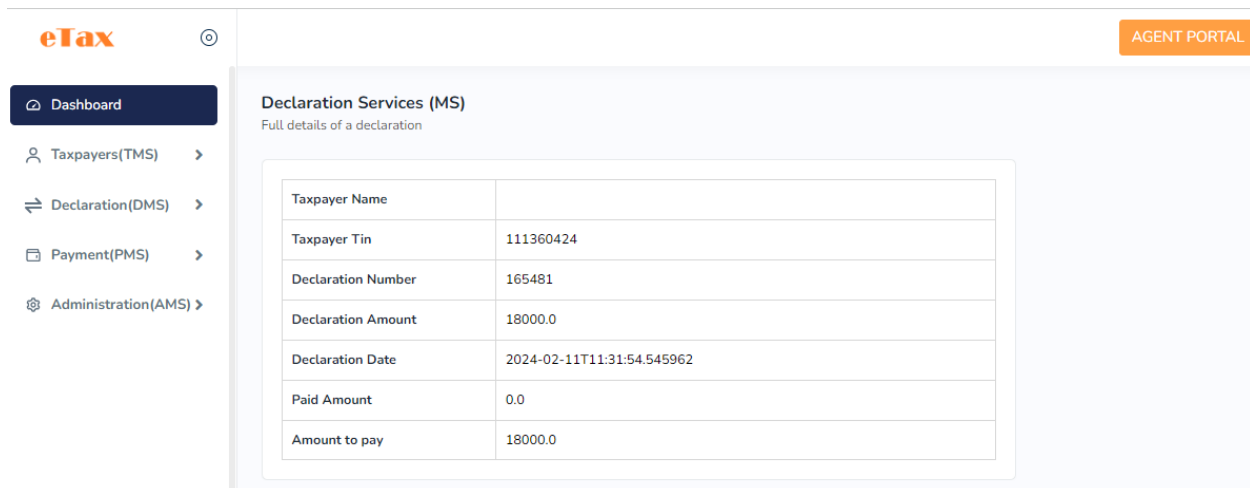 eTax
AGENT PORTAL
Dashboard
Taxpayers(TMS)
Declaration(DMS)
Payment(PMS)
Administration(AMS)
Declaration Services (MS)
Full details of a declaration
Taxpayer Name
Taxpayer Tin 111360424
Declaration Number 165481
Declaration Amount 18000.0
Declaration Date 2024-02-11T11:31:54.545962
Paid Amount 0.0
Amount to pay 18000.0